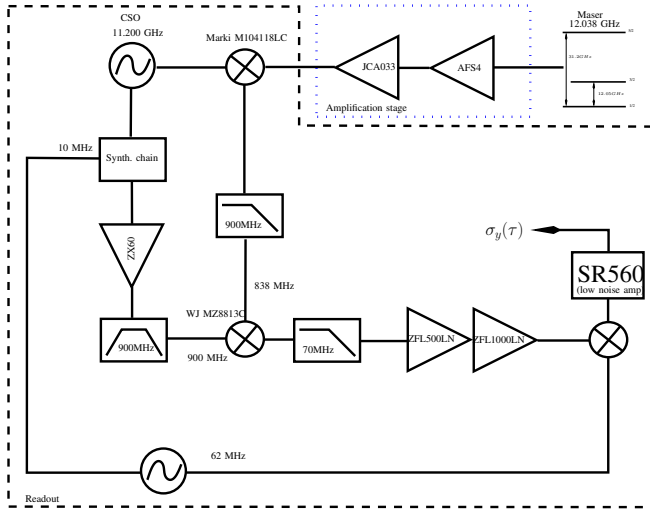 CSO
11.200 GHz
Marki M104118LC
Maser
12.038 GHz
JCA033
AFS4
Amplification stage
10 MHz
Synth. chain
ZX60
900MHz
σy(τ)
SR560
(low noise amp)
838 MHz
WJ MZ8813C
900MHz
900 MHz
70MHz
ZFL500LN
ZFL1000LN
62 MHz
Readout